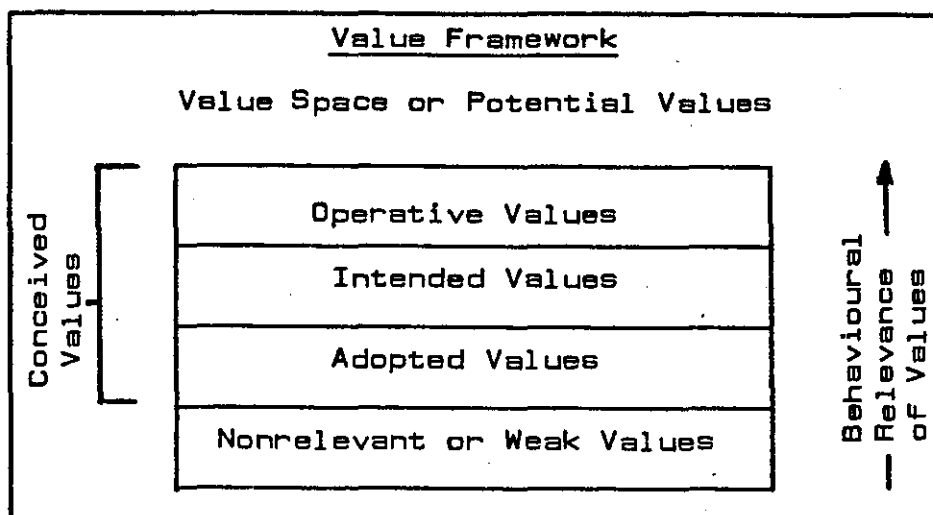 Value Framework
Value Space or Potential Values
Conceived
Values
Operative Values
Intended Values
Adopted Values
Nonrelevant or Weak Values
Behavioural
Relevance
of Values